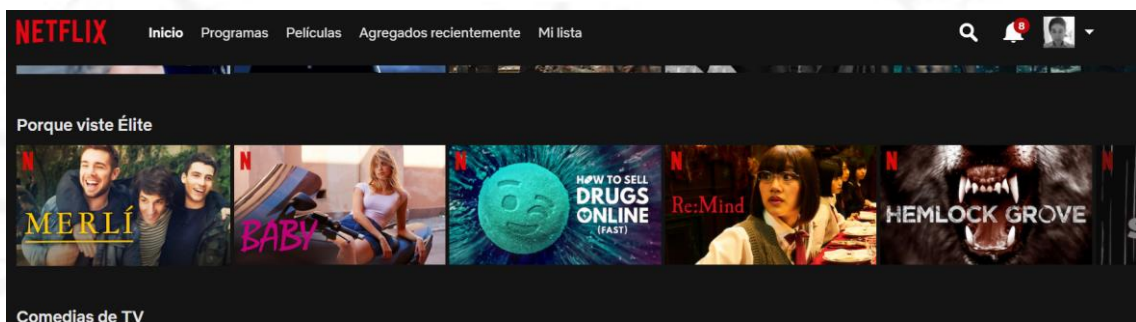 NETFLIX Inicio Programas Películas Agregados recientemente Mi lista 8
Porque viste Élite
N MERLÍ
N BABY
N HOW TO SELL
DRUGS
ONLINE
(FAST)
N Re:Mind
N HEMLOCK GROVE
N
Comedias de TV